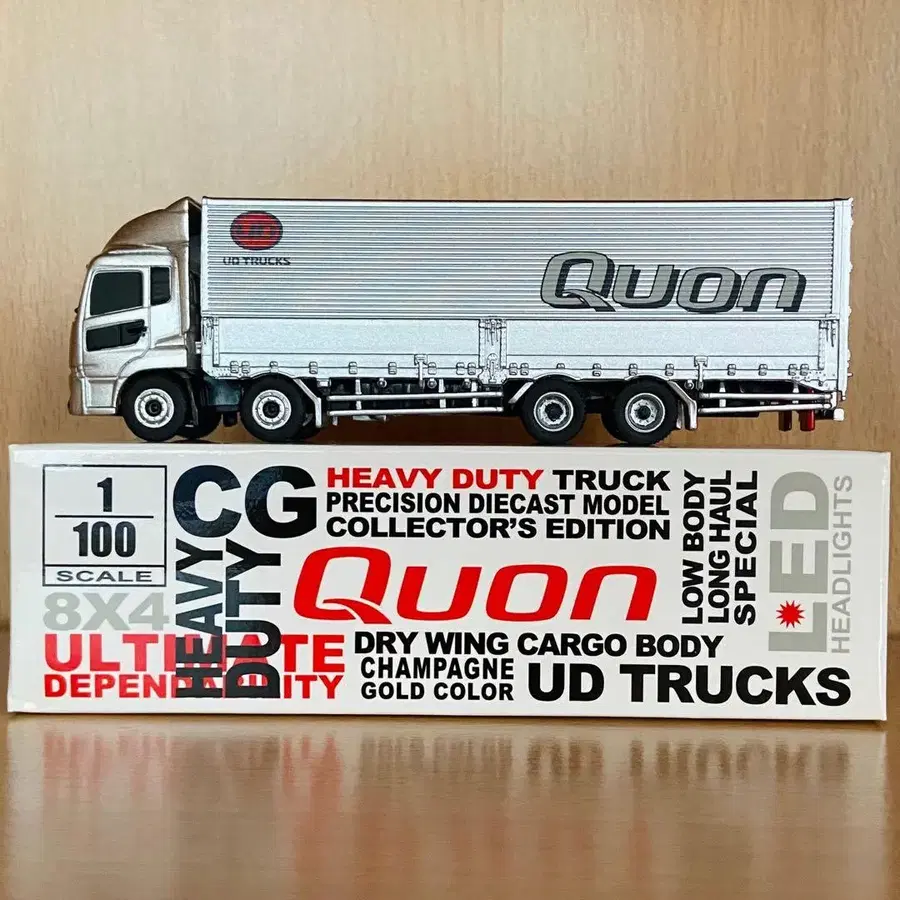 UD
UD TRUCKS
Quon
1
100
SCALE
8X4
CG
HEAVY DUTY
HEAVY DUTY TRUCK
PRECISION DIECAST MODEL
COLLECTOR'S EDITION
Quon
LOW BODY
LONG HAUL
SPECIAL
LED
HEADLIGHTS
ULTIMATE
DEPENDABILITY
DRY WING CARGO BODY
CHAMPAGNE
GOLD COLOR
UD TRUCKS